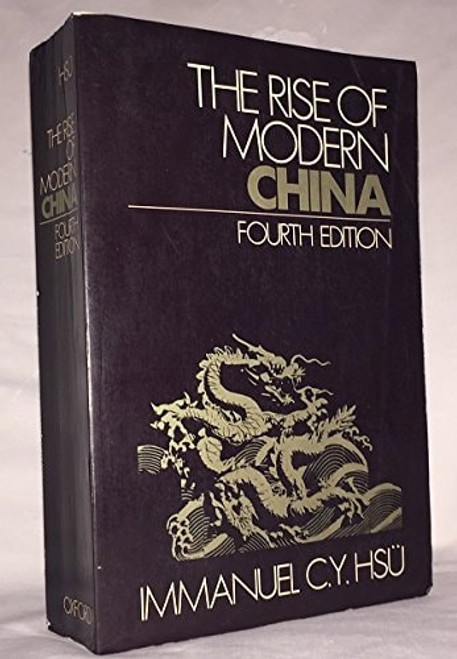 THE RISE OF
MODERN
CHINA
FOURTH EDITION
IMMANUEL C.Y. HSÜ
HSÜ
THE RISE
OF
MODERN
CHINA
FOURTH
EDITION
OXFORD